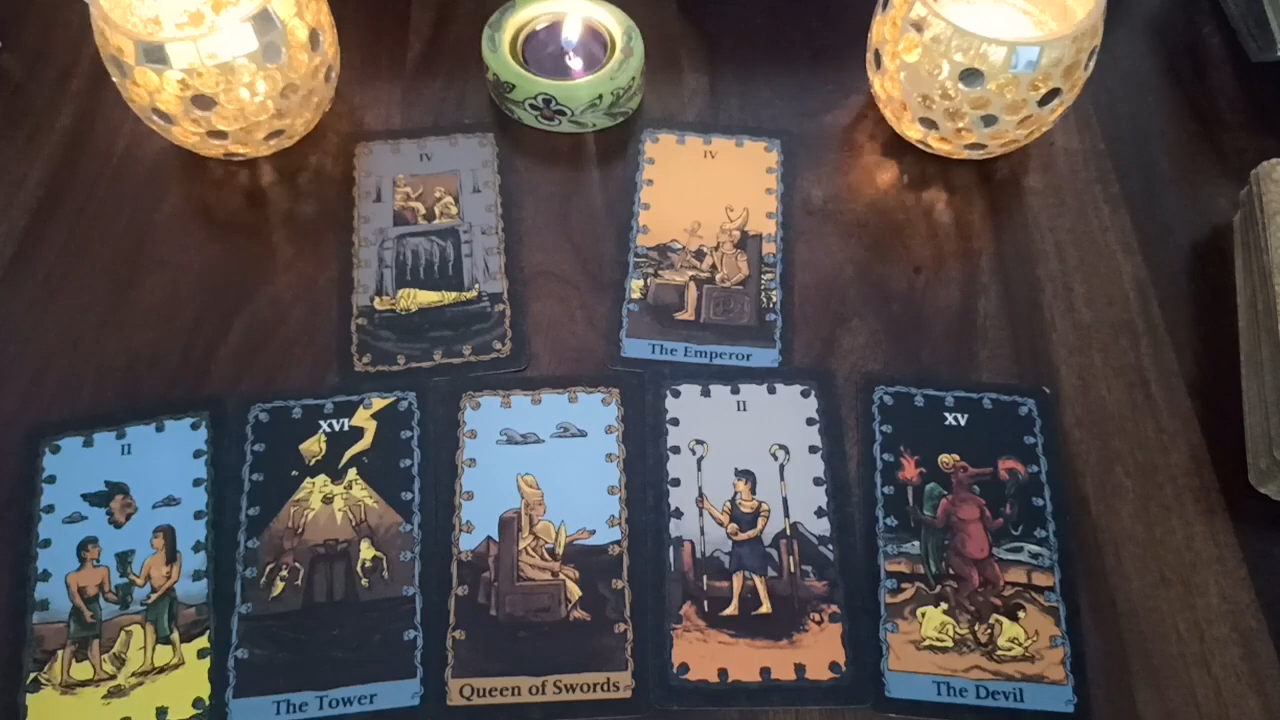 IV
IV
The Emperor
II
XVI
The Tower
Queen of Swords
II
XV
The Devil